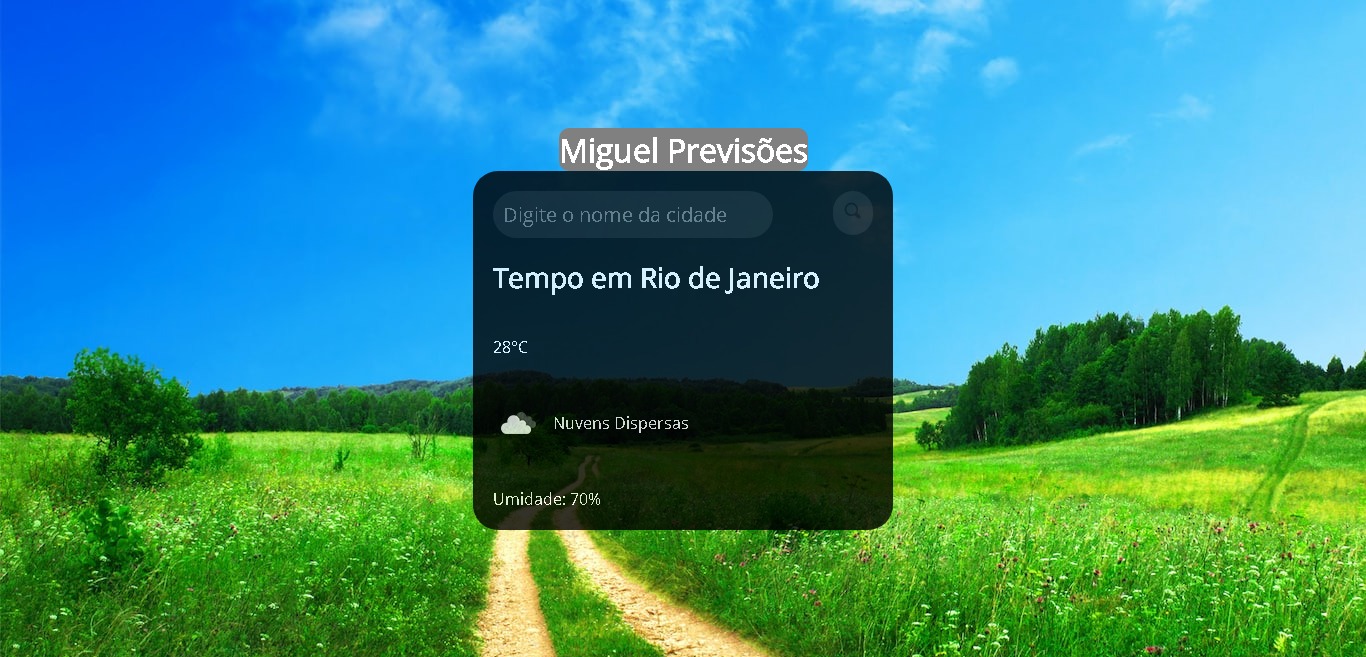 Miguel Previsões
Digite o nome da cidade
Tempo em Rio de Janeiro
28°C
Nuvens Dispersas
Umidade: 70%